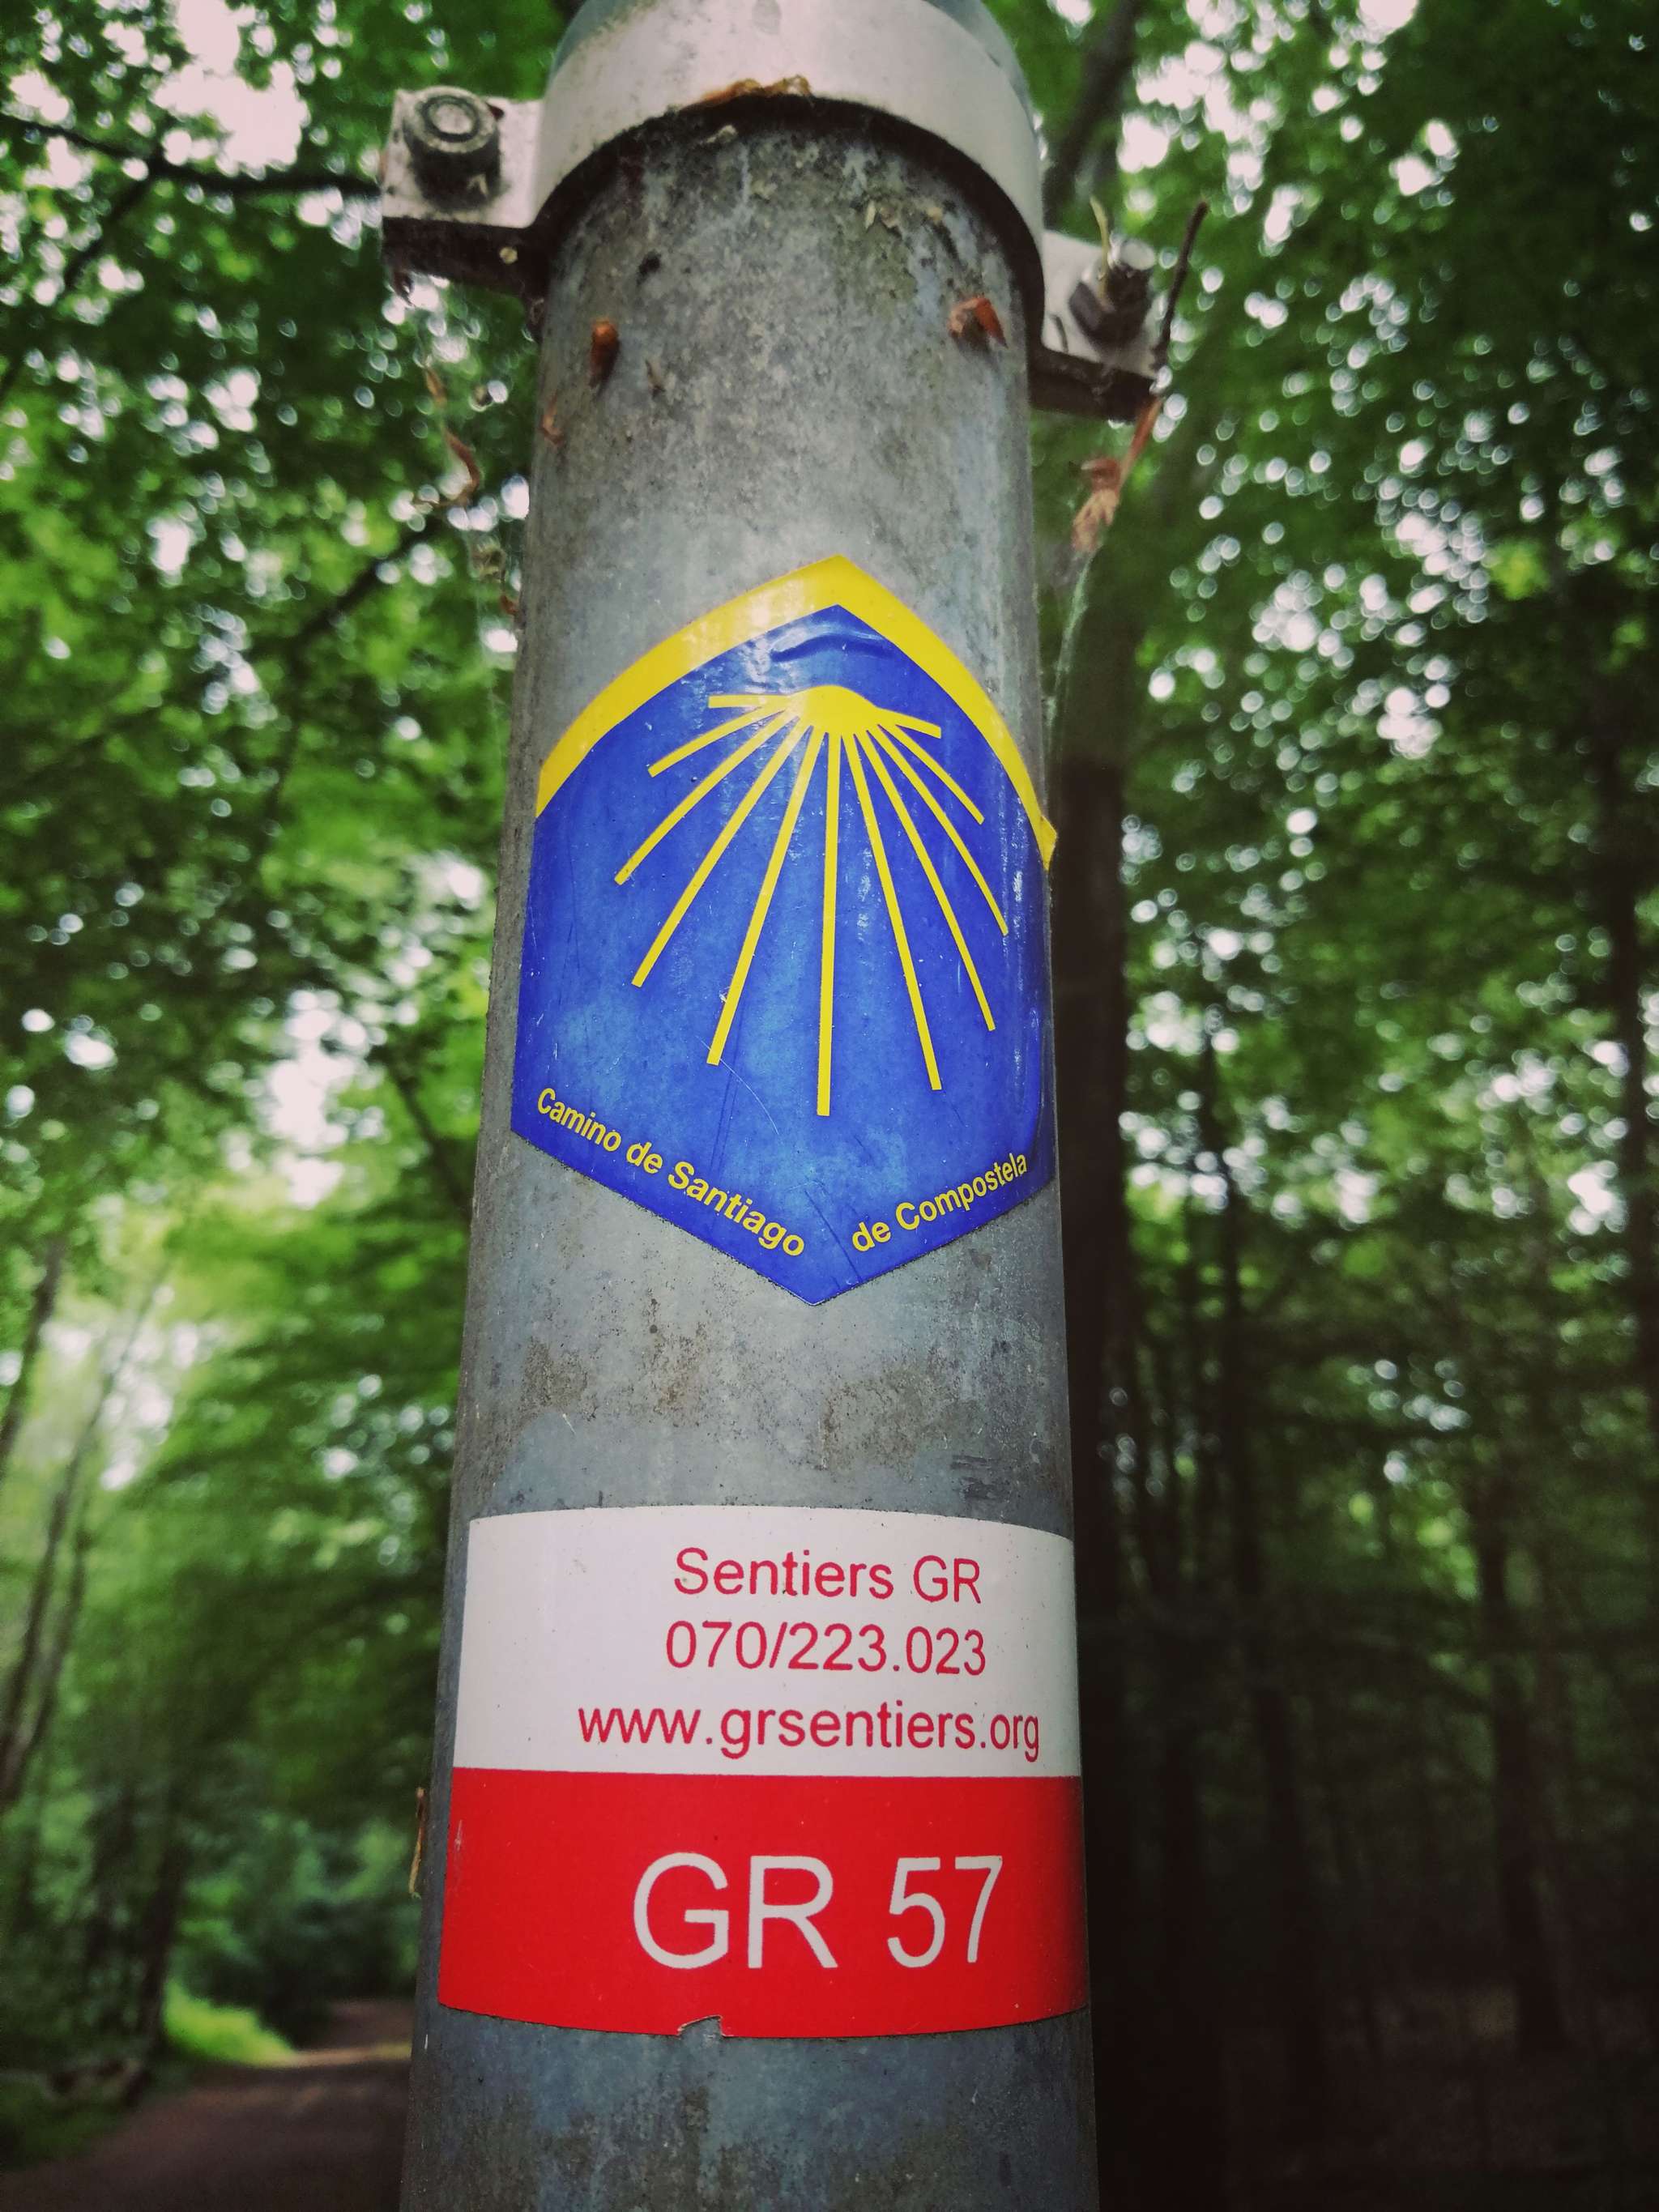 Camino de Santiago de Compostela
Sentiers GR
070/223.023
www.grsentiers.org
GR 57